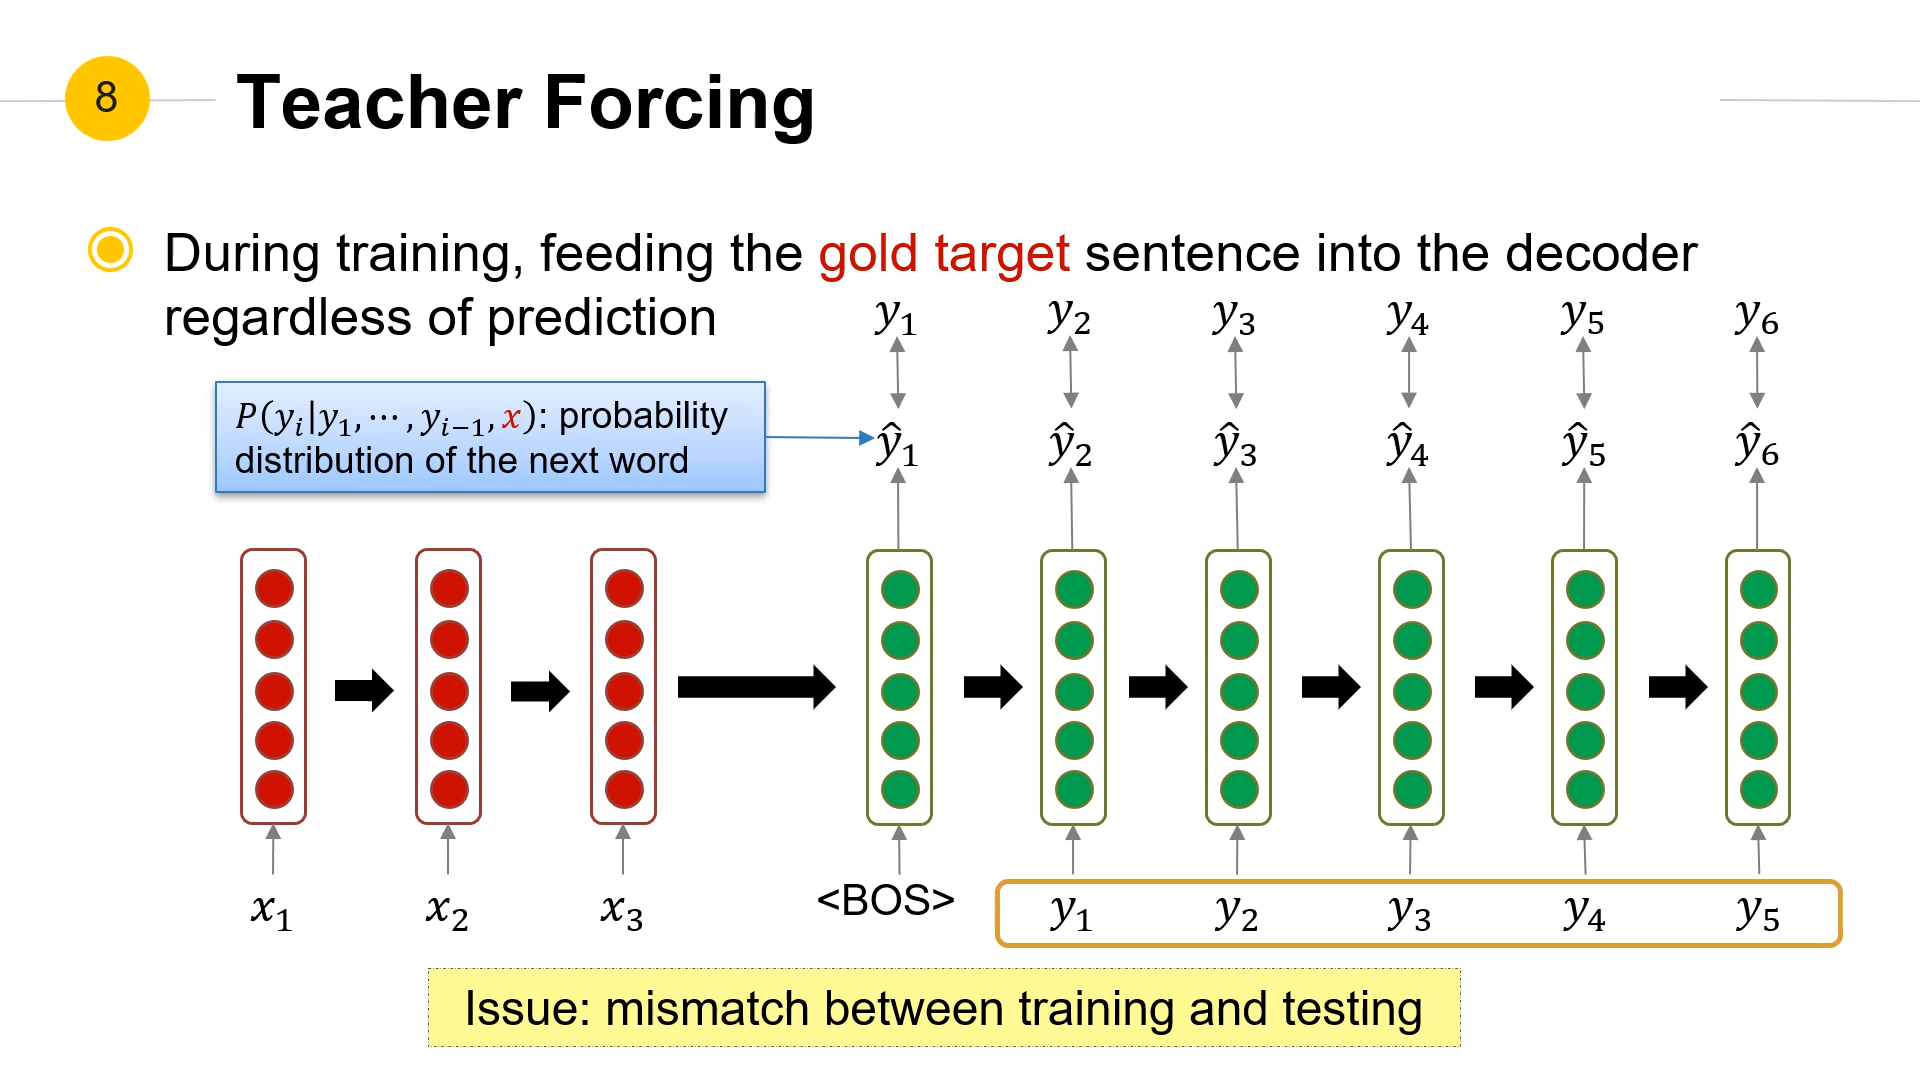 8
Teacher Forcing
During training, feeding the gold target sentence into the decoder
regardless of prediction
y₁ y₂ y₃ y₄ y₅ y₆
P(yᵢ|y₁, ⋯ , yᵢ₋₁, x): probability
distribution of the next word
ŷ₁ ŷ₂ ŷ₃ ŷ₄ ŷ₅ ŷ₆
x₁ x₂ x₃ <BOS> y₁ y₂ y₃ y₄ y₅
Issue: mismatch between training and testing